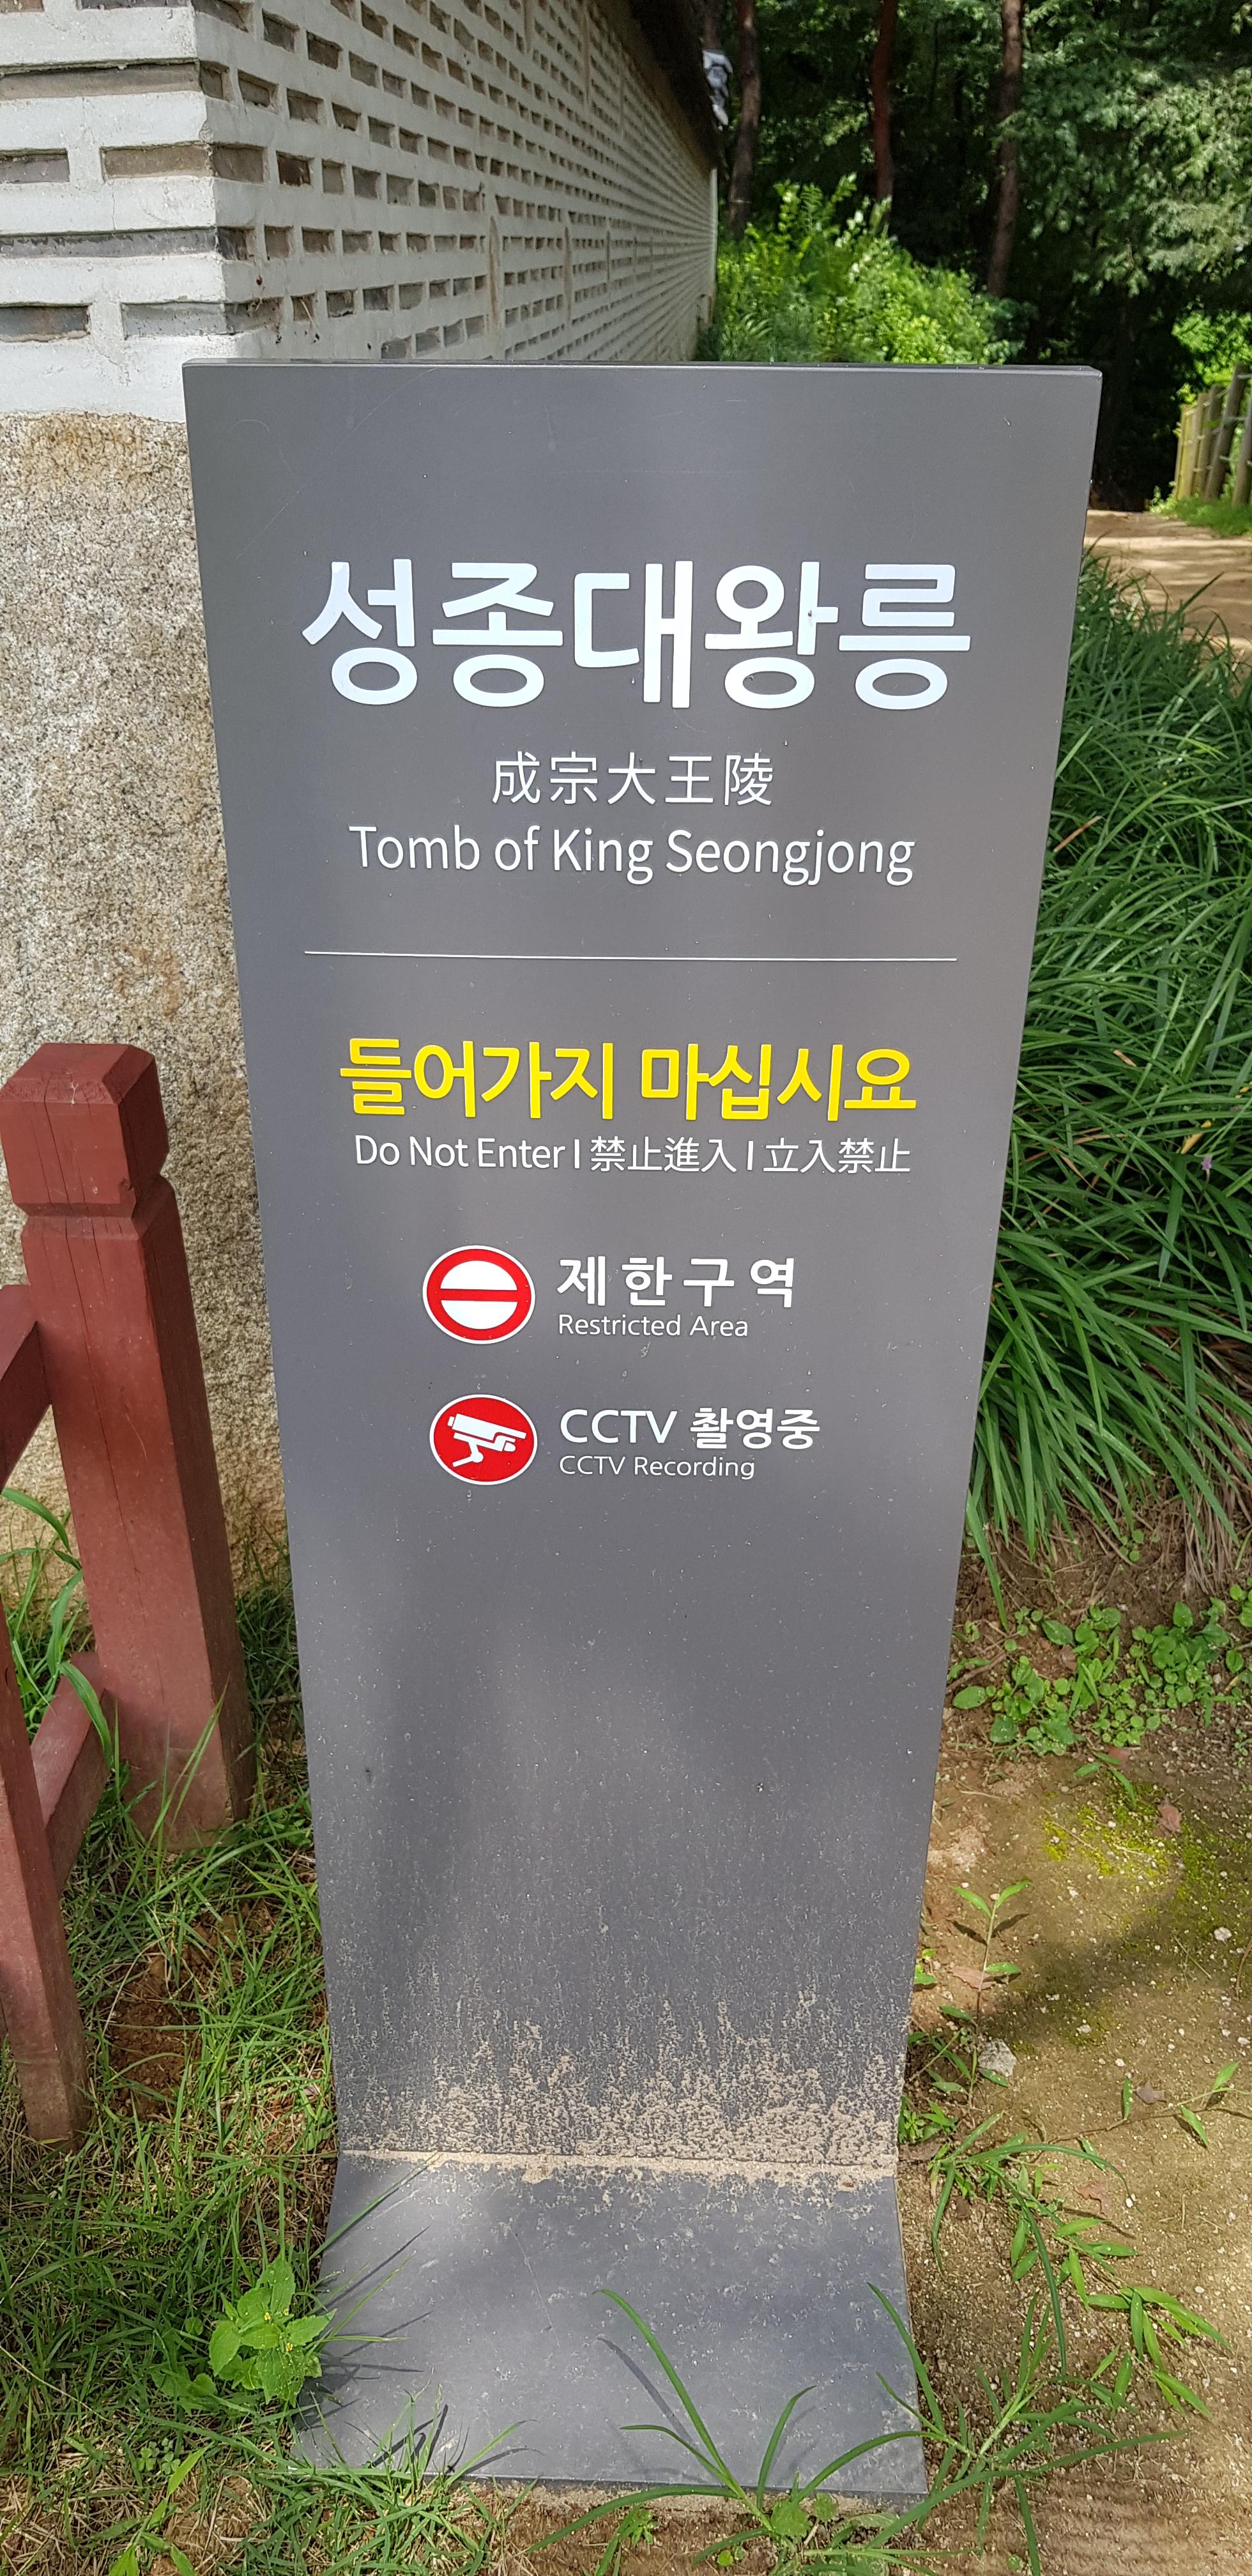 성종대왕릉
成宗大王陵
Tomb of King Seongjong
들어가지 마십시요
Do Not Enter | 禁止進入 | 立入禁止
제한구역
Restricted Area
CCTV 촬영중
CCTV Recording